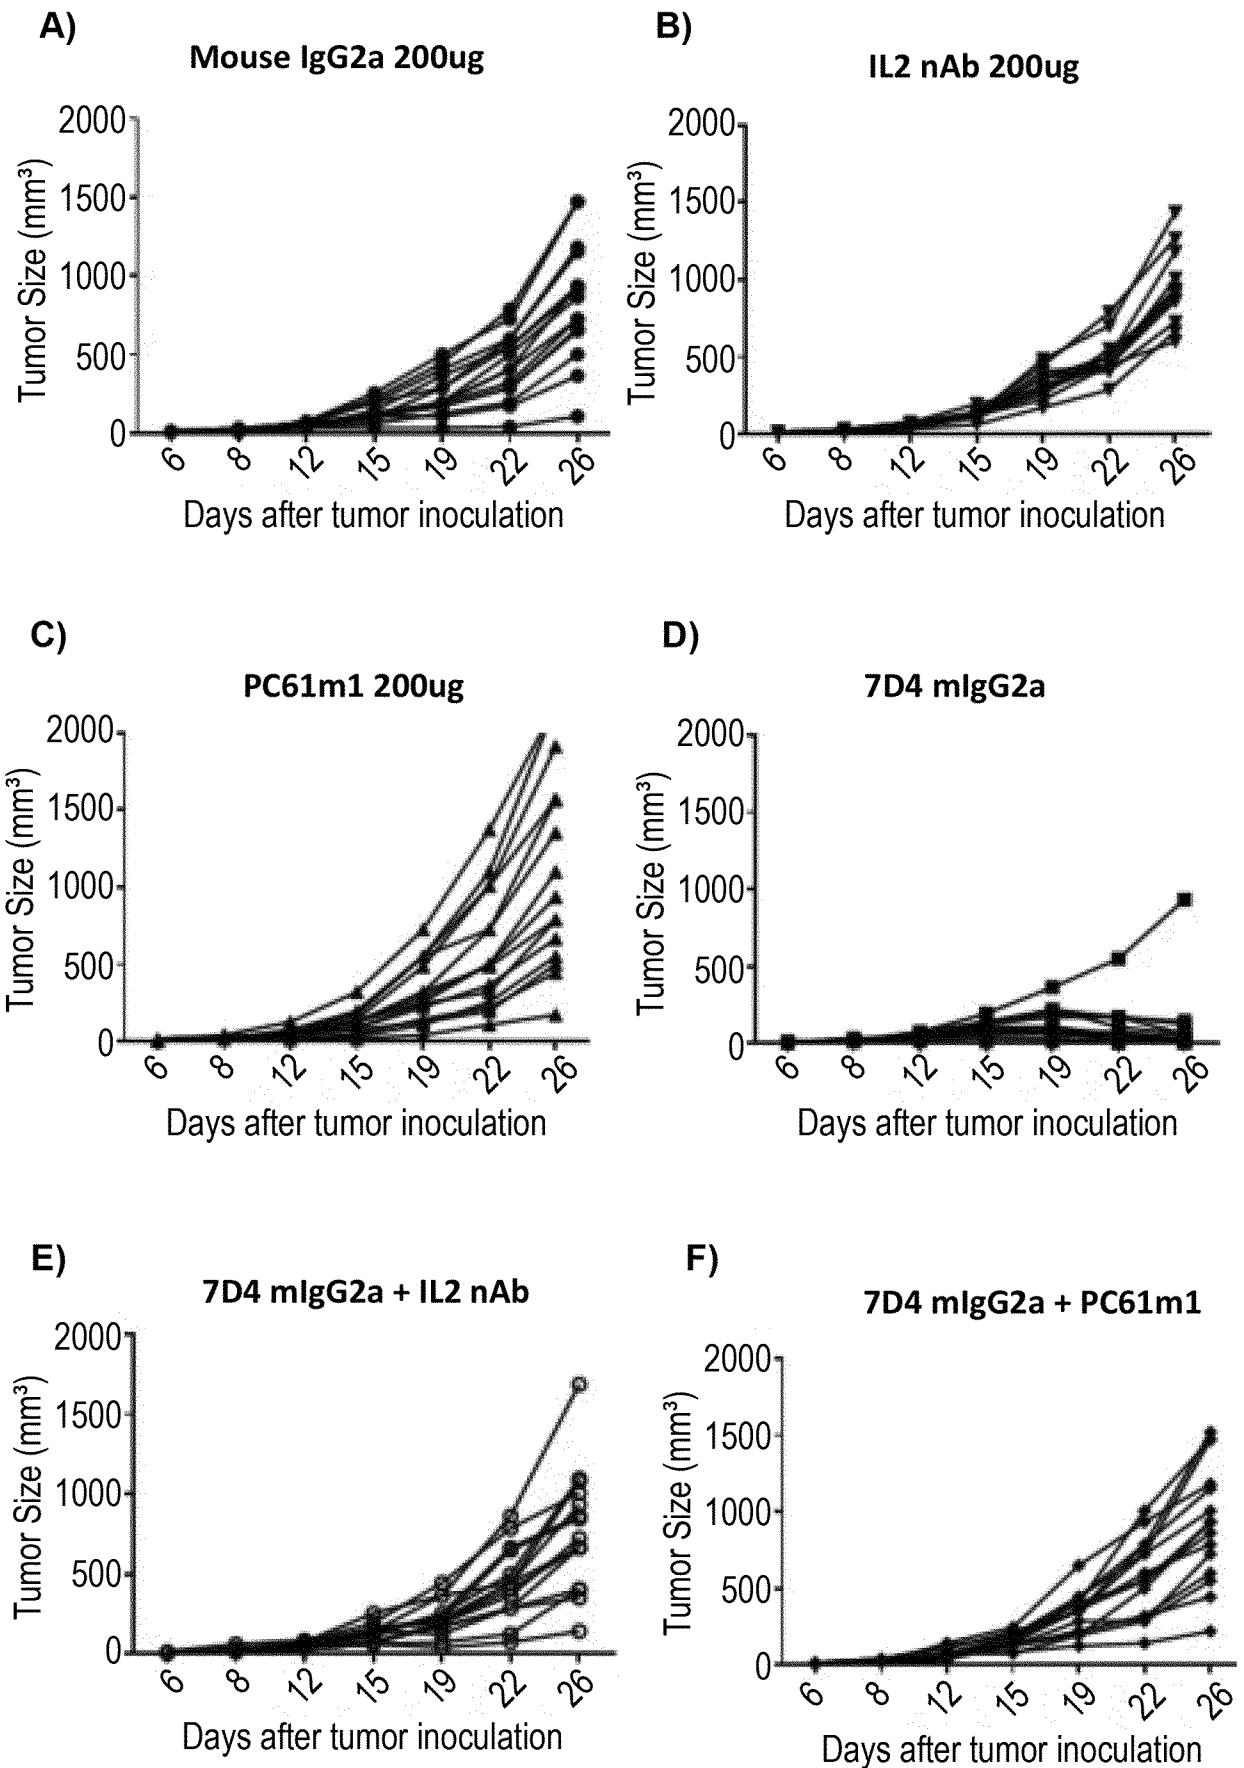 A)
Mouse IgG2a 200ug
2000
1500
1000
500
0
Tumor Size (mm³)
6 8 12 15 19 22 26
Days after tumor inoculation
B)
IL2 nAb 200ug
2000
1500
1000
500
0
Tumor Size (mm³)
6 8 12 15 19 22 26
Days after tumor inoculation
C)
PC61m1 200ug
2000
1500
1000
500
0
Tumor Size (mm³)
6 8 12 15 19 22 26
Days after tumor inoculation
D)
7D4 mIgG2a
2000
1500
1000
500
0
Tumor Size (mm³)
6 8 12 15 19 22 26
Days after tumor inoculation
E)
7D4 mIgG2a + IL2 nAb
2000
1500
1000
500
0
Tumor Size (mm³)
6 8 12 15 19 22 26
Days after tumor inoculation
F)
7D4 mIgG2a + PC61m1
2000
1500
1000
500
0
Tumor Size (mm³)
6 8 12 15 19 22 26
Days after tumor inoculation